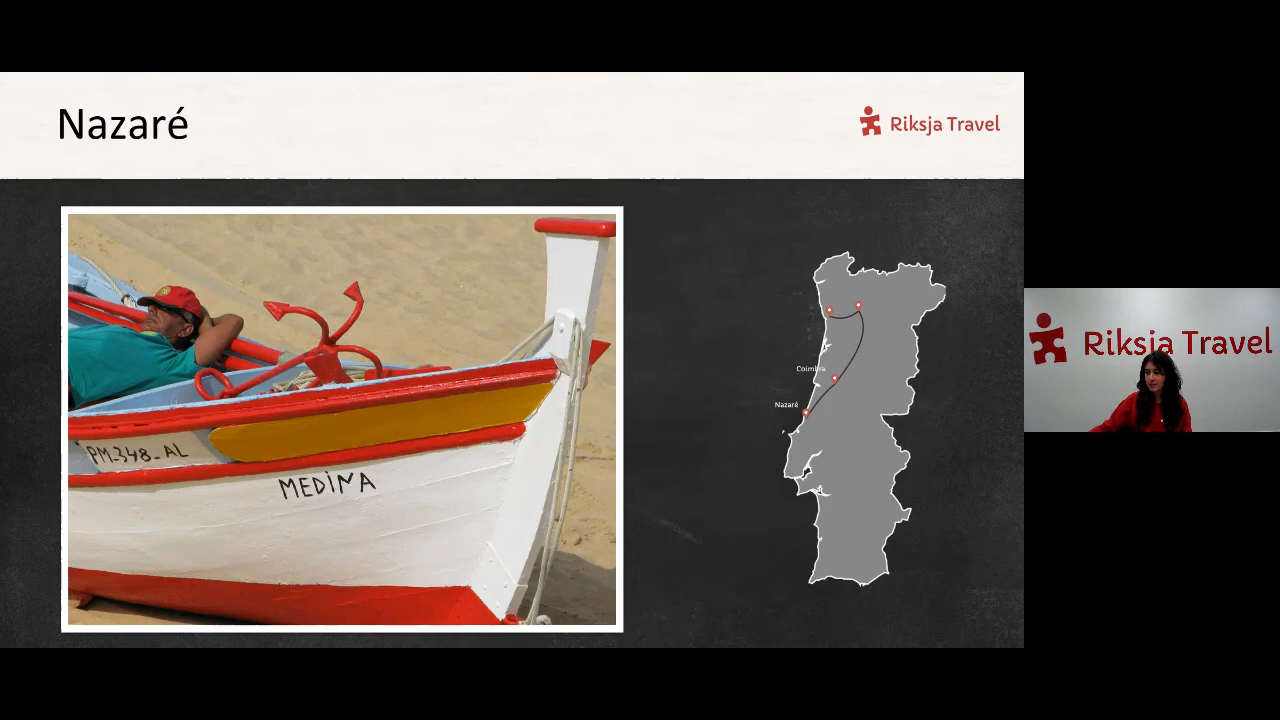 Nazaré
Riksja Travel
PM-348-AL
MEDINA
Coimbra
Nazaré
Riksja Travel